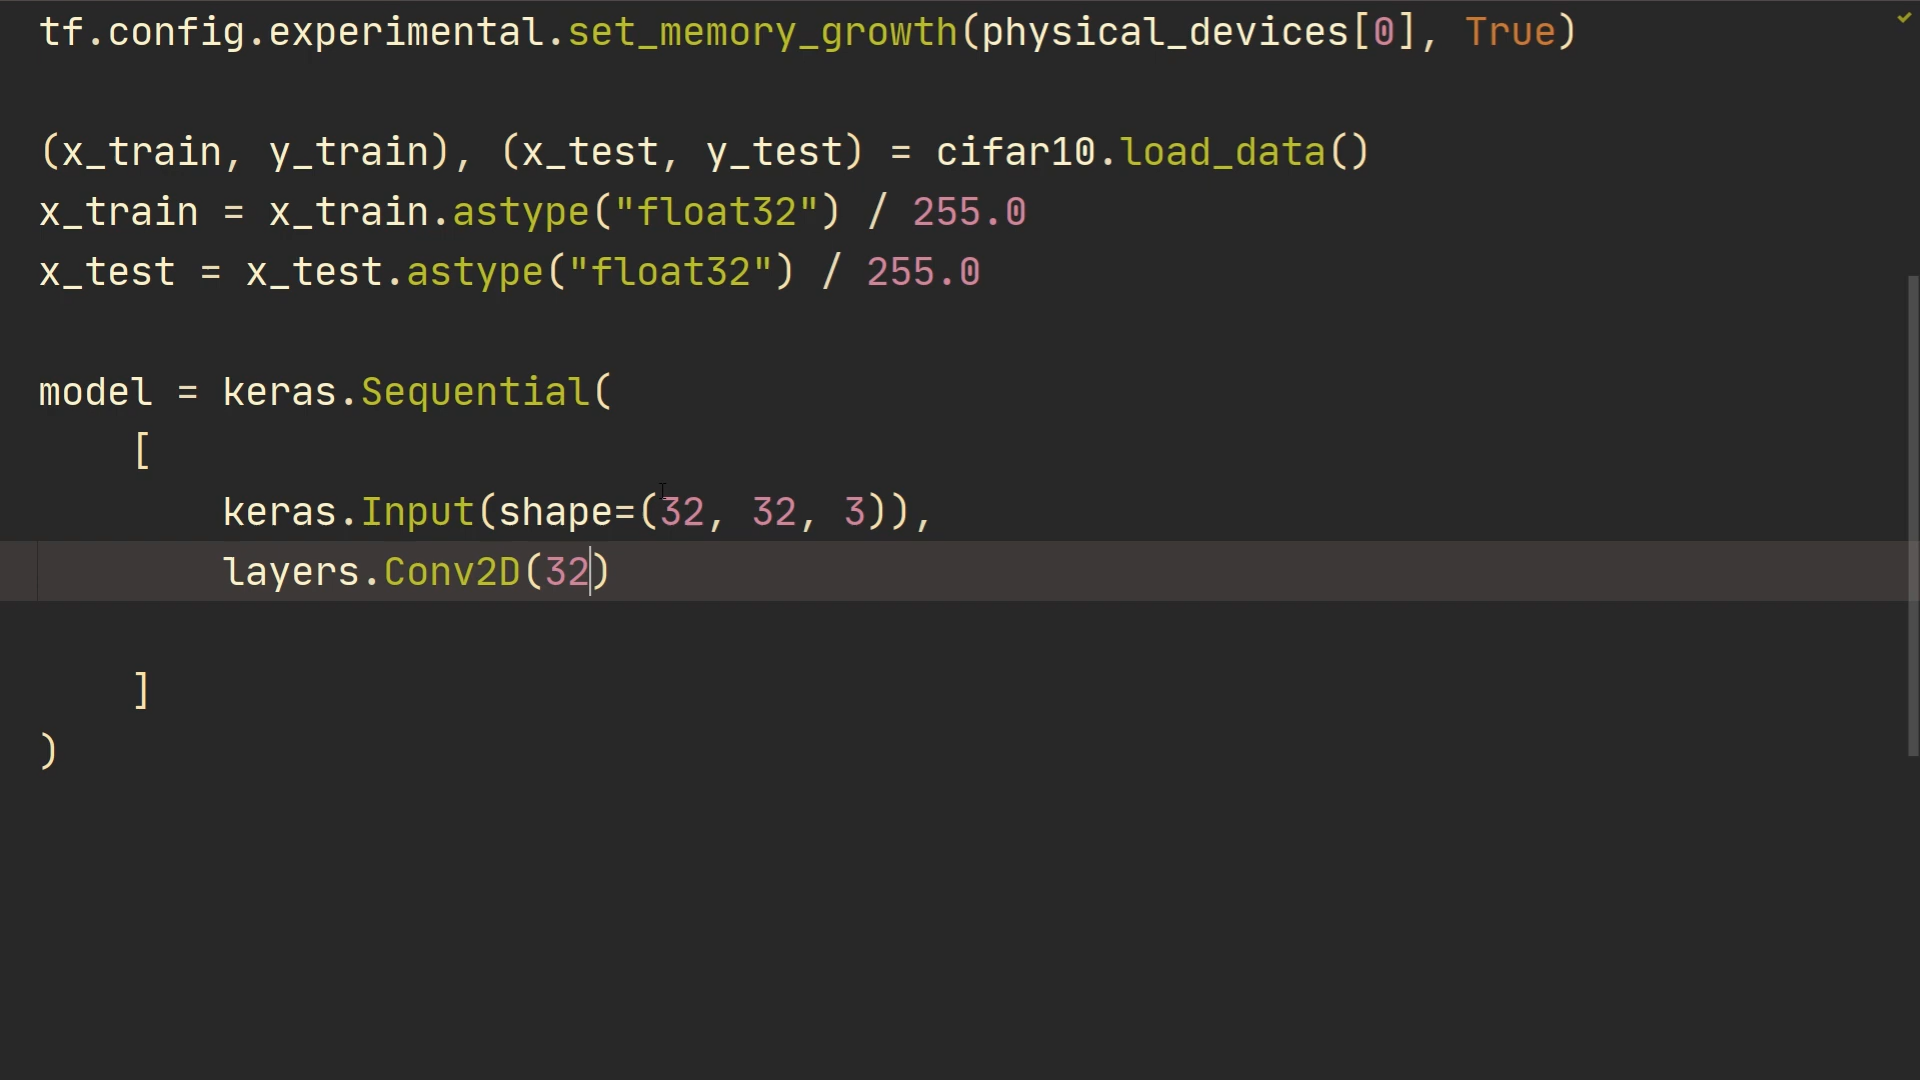 tf.config.experimental.set_memory_growth(physical_devices[0], True)
(x_train, y_train), (x_test, y_test) = cifar10.load_data()
x_train = x_train.astype("float32") / 255.0
x_test = x_test.astype("float32") / 255.0
model = keras.Sequential(
    [
        keras.Input(shape=(32, 32, 3)),
        layers.Conv2D(32)
    ]
)